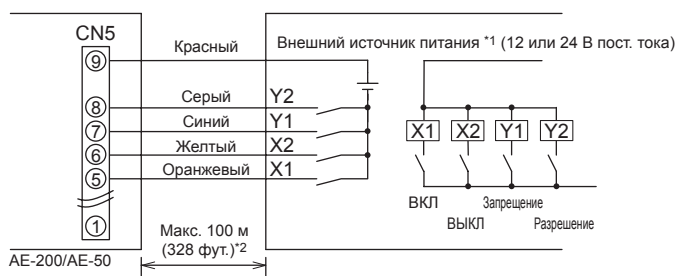 CN5
Красный
Внешний источник питания *1 (12 или 24 В пост. тока)
9
8 Серый Y2
7 Синий Y1
6 Желтый X2
5 Оранжевый X1
1
X1 X2 Y1 Y2
ВКЛ Запрещение
ВЫКЛ Разрешение
Макс. 100 м
(328 фут.)*2
AE-200/AE-50